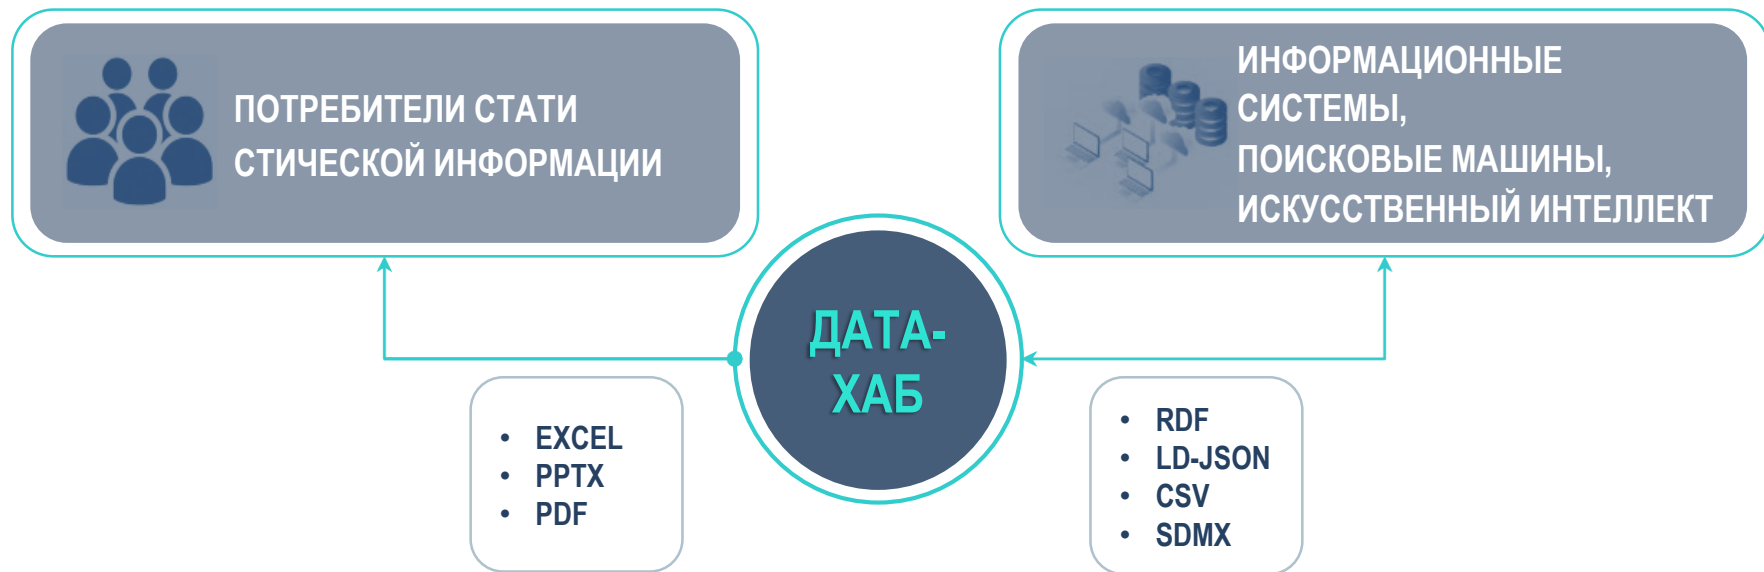 ПОТРЕБИТЕЛИ СТАТИ
СТИЧЕСКОЙ ИНФОРМАЦИИ
ИНФОРМАЦИОННЫЕ
СИСТЕМЫ,
ПОИСКОВЫЕ МАШИНЫ,
ИСКУССТВЕННЫЙ ИНТЕЛЛЕКТ
ДАТА-
ХАБ
• EXCEL
• PPTX
• PDF
• RDF
• LD-JSON
• CSV
• SDMX